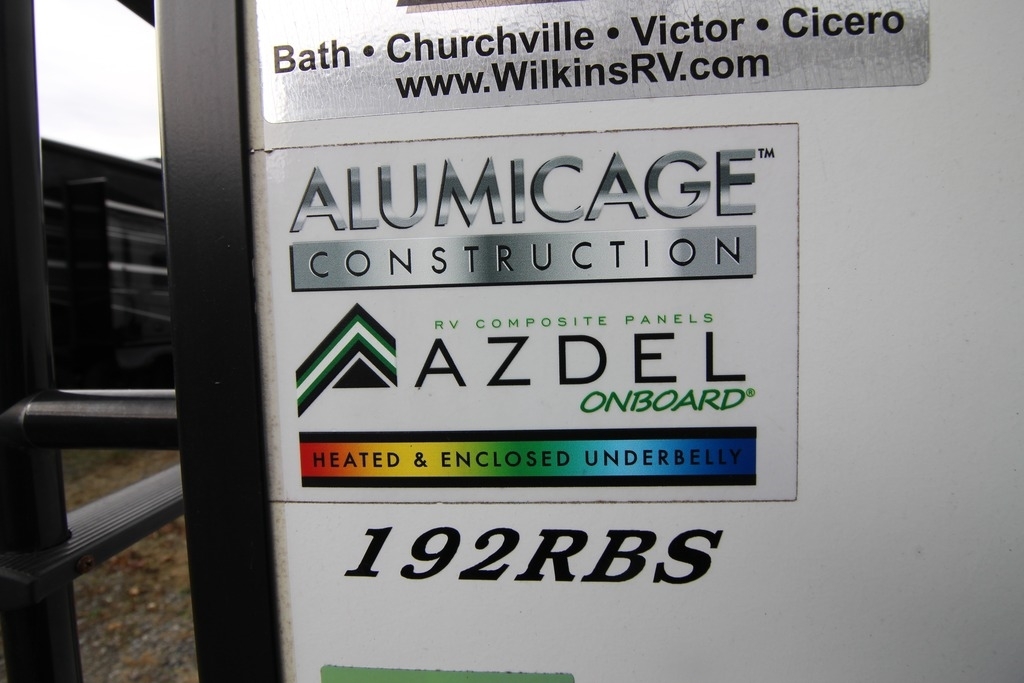 Bath • Churchville • Victor • Cicero
www.WilkinsRV.com
ALUMICAGE™
CONSTRUCTION
RV COMPOSITE PANELS
AZDEL
ONBOARD®
HEATED & ENCLOSED UNDERBELLY
192RBS